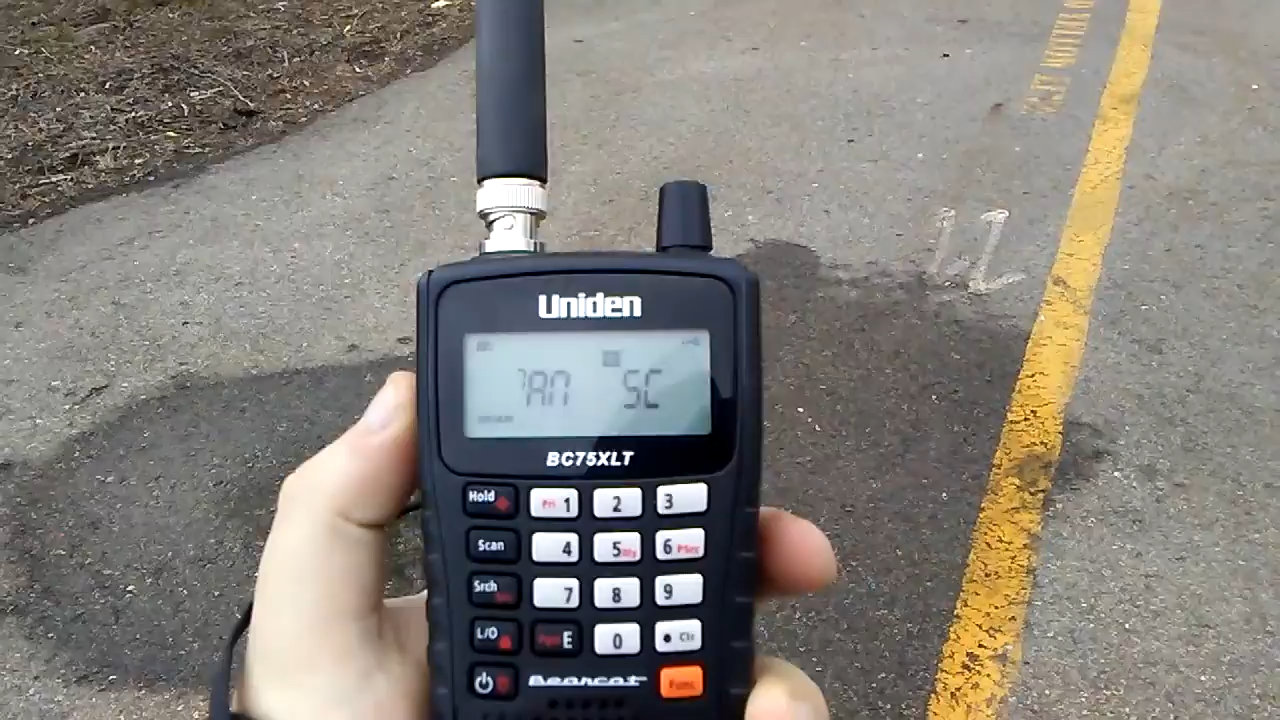 Uniden
SC
BC75XLT
Hold
Pri 1
2
3
Scan
4
5
6
Srch
7
8
9
L/O
E
0
• Clr
Bearcat
Func